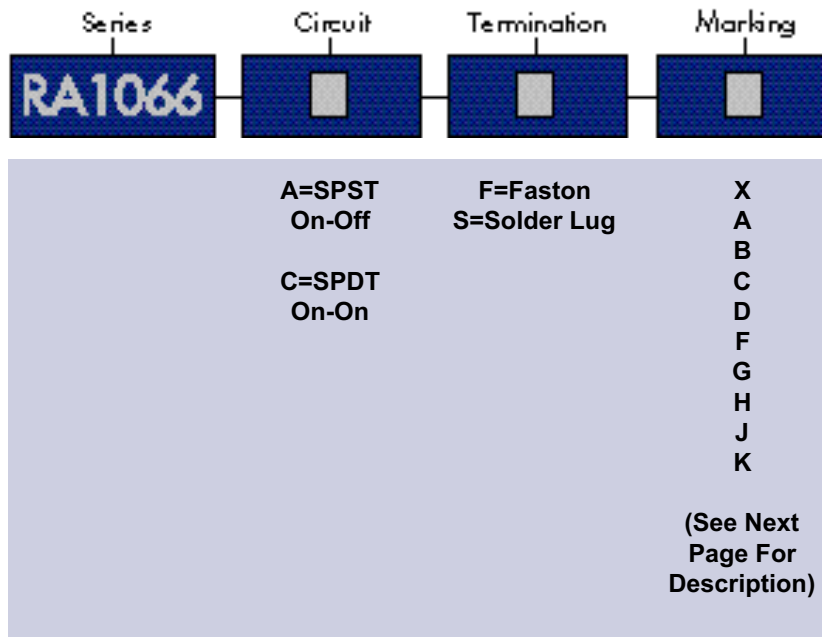 Series Circuit Termination Marking
RA1066
A=SPST
On-Off
C=SPDT
On-On
F=Faston
S=Solder Lug
X
A
B
C
D
F
G
H
J
K
(See Next
Page For
Description)